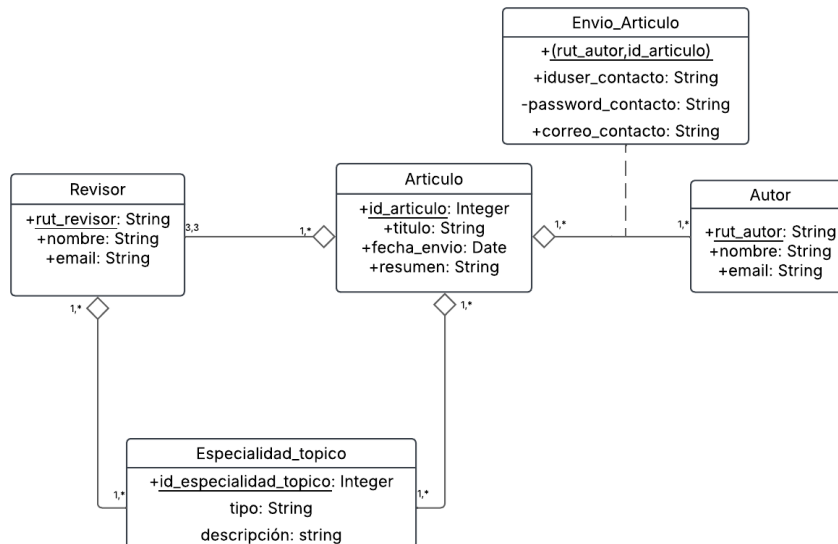 Envio_Articulo
+(rut_autor,id_articulo)
+iduser_contacto: String
-password_contacto: String
+correo_contacto: String
Revisor
+rut_revisor: String
+nombre: String
+email: String
3,3
1,*
Articulo
+id_articulo: Integer
+titulo: String
+fecha_envio: Date
+resumen: String
1,*
1,*
Autor
+rut_autor: String
+nombre: String
+email: String
1,*
1,*
Especialidad_topico
+id_especialidad_topico: Integer
tipo: String
descripción: string
1,*
1,*